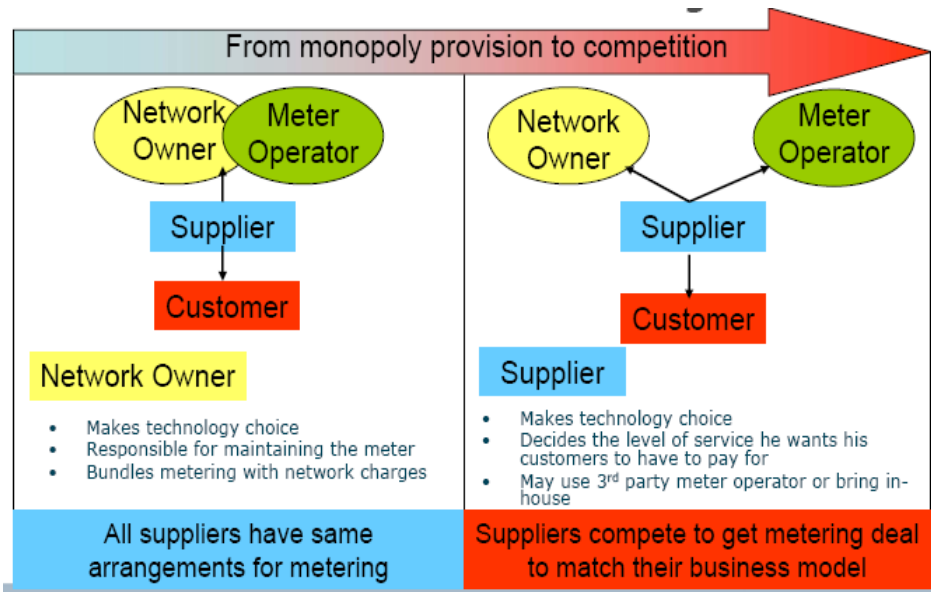 From monopoly provision to competition
Network
Owner
Meter
Operator
Supplier
Customer
Network Owner
• Makes technology choice
• Responsible for maintaining the meter
• Bundles metering with network charges
All suppliers have same
arrangements for metering
Network
Owner
Meter
Operator
Supplier
Customer
Supplier
• Makes technology choice
• Decides the level of service he wants his
customers to have to pay for
• May use 3rd party meter operator or bring in-
house
Suppliers compete to get metering deal
to match their business model